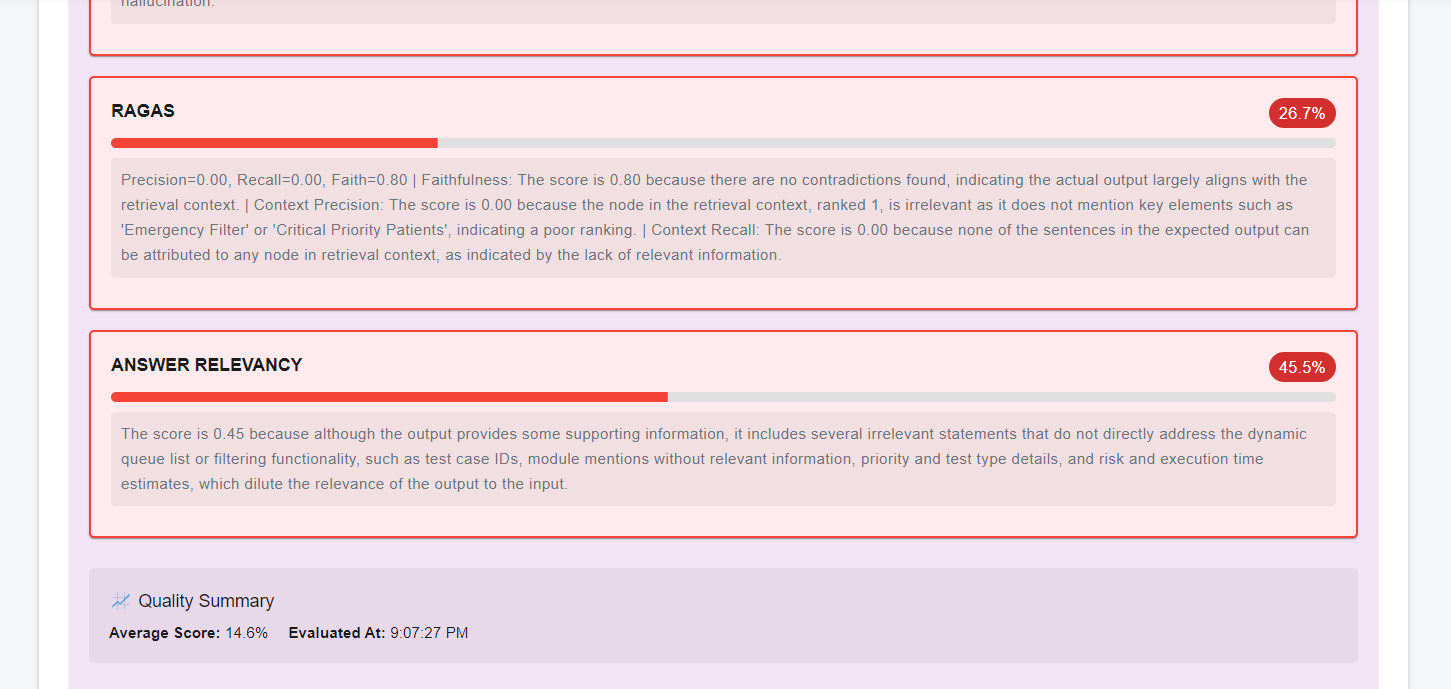 hallucination.
RAGAS
26.7%
Precision=0.00, Recall=0.00, Faith=0.80 | Faithfulness: The score is 0.80 because there are no contradictions found, indicating the actual output largely aligns with the
retrieval context. | Context Precision: The score is 0.00 because the node in the retrieval context, ranked 1, is irrelevant as it does not mention key elements such as
'Emergency Filter' or 'Critical Priority Patients', indicating a poor ranking. | Context Recall: The score is 0.00 because none of the sentences in the expected output can
be attributed to any node in retrieval context, as indicated by the lack of relevant information.
ANSWER RELEVANCY
45.5%
The score is 0.45 because although the output provides some supporting information, it includes several irrelevant statements that do not directly address the dynamic
queue list or filtering functionality, such as test case IDs, module mentions without relevant information, priority and test type details, and risk and execution time
estimates, which dilute the relevance of the output to the input.
Quality Summary
Average Score: 14.6% Evaluated At: 9:07:27 PM